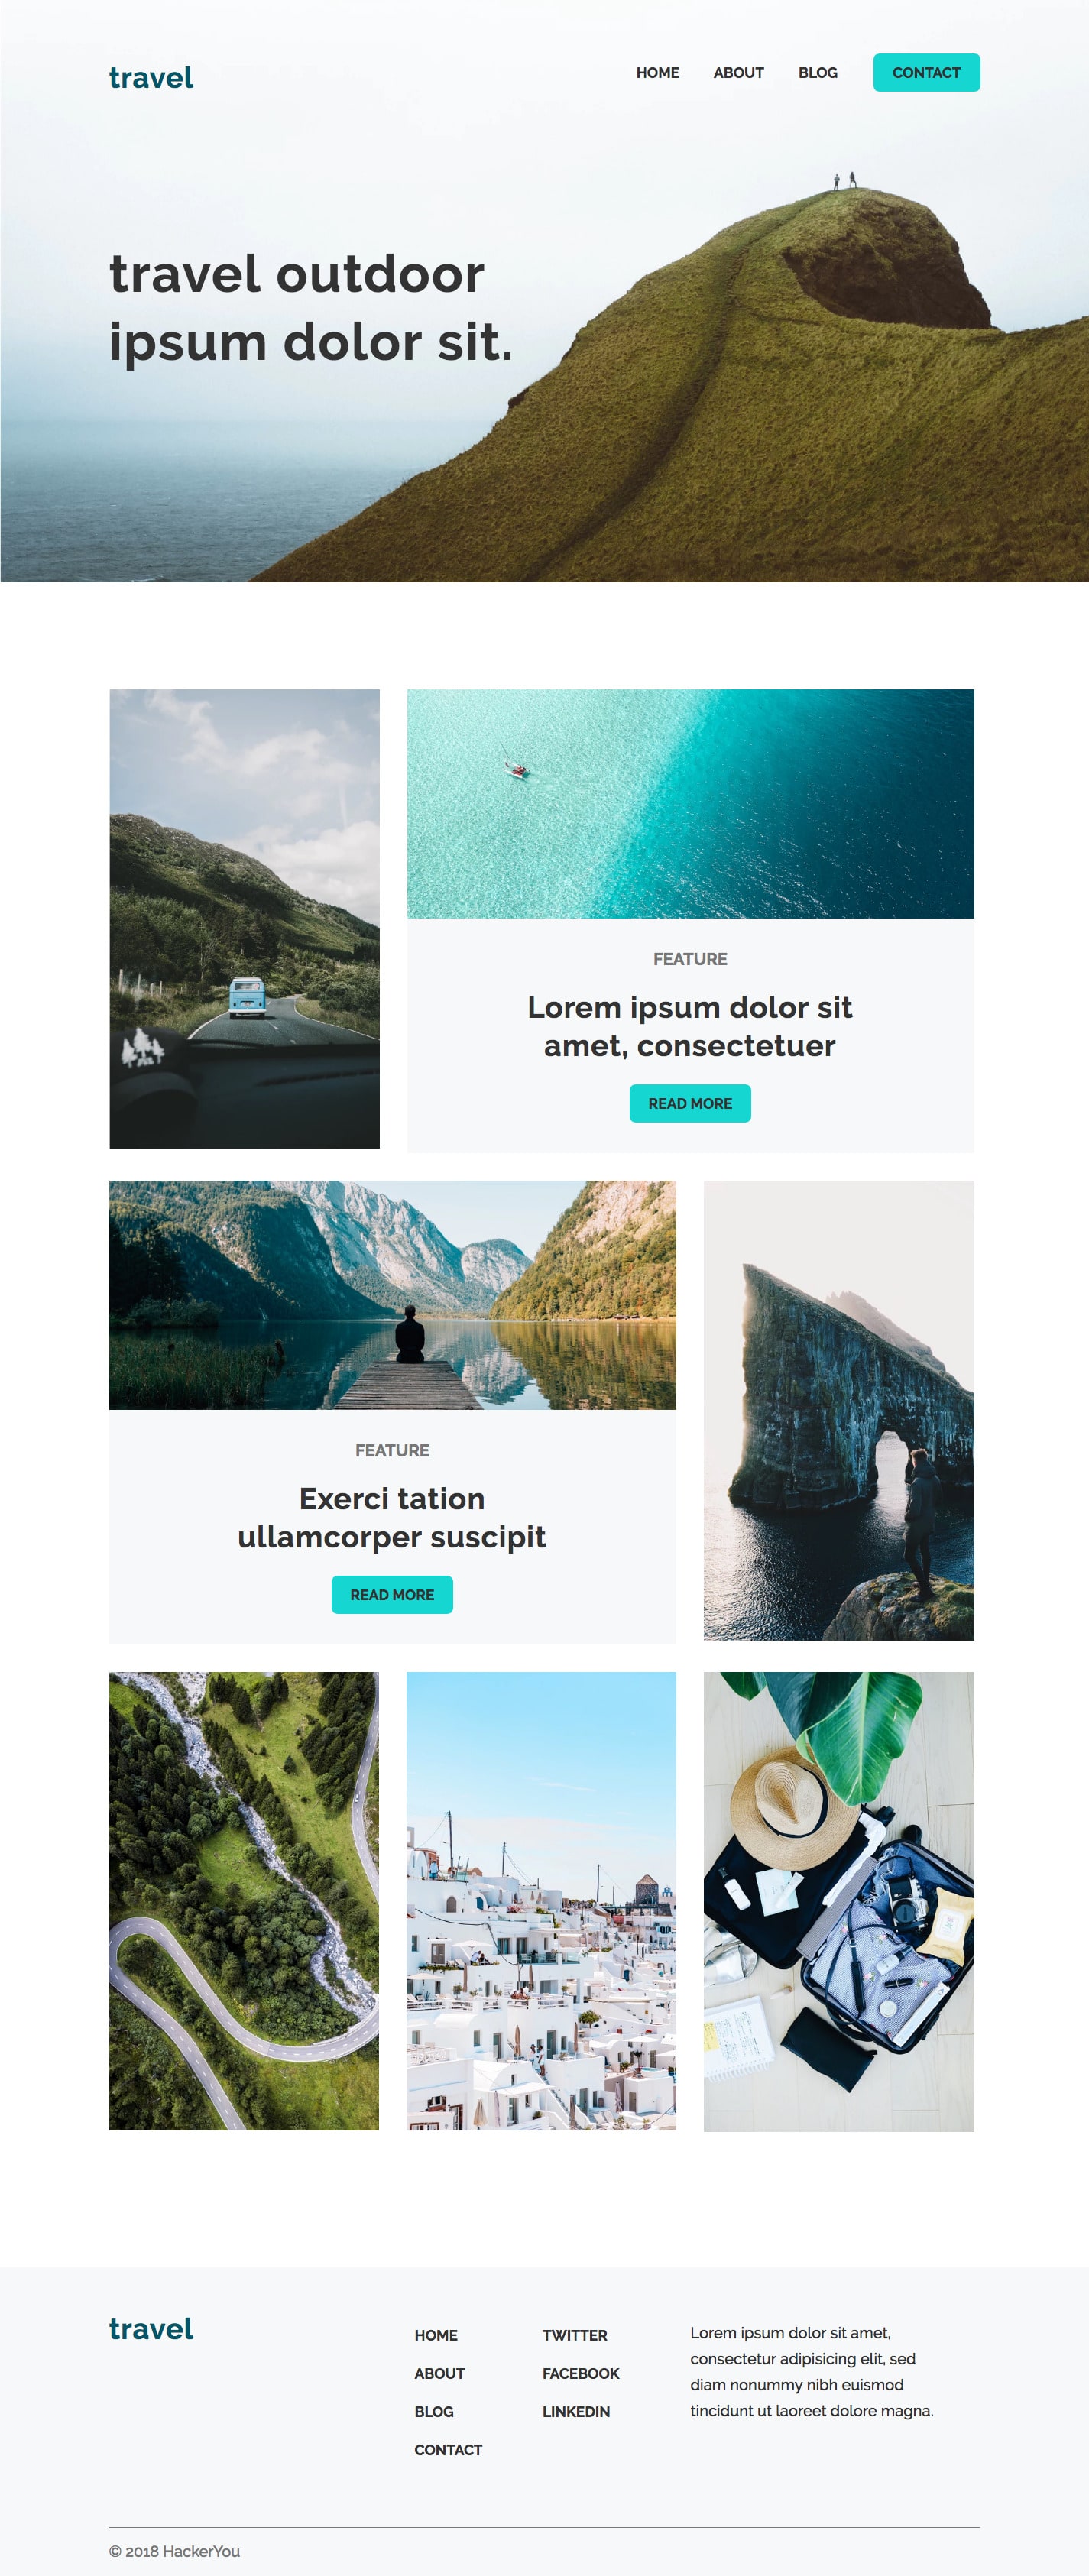 travel
HOME ABOUT BLOG CONTACT
travel outdoor
ipsum dolor sit.
FEATURE
Lorem ipsum dolor sit
amet, consectetuer
READ MORE
FEATURE
Exerci tation
ullamcorper suscipit
READ MORE
travel
HOME
ABOUT
BLOG
CONTACT
TWITTER
FACEBOOK
LINKEDIN
Lorem ipsum dolor sit amet,
consectetur adipisicing elit, sed
diam nonummy nibh euismod
tincidunt ut laoreet dolore magna.
© 2018 HackerYou